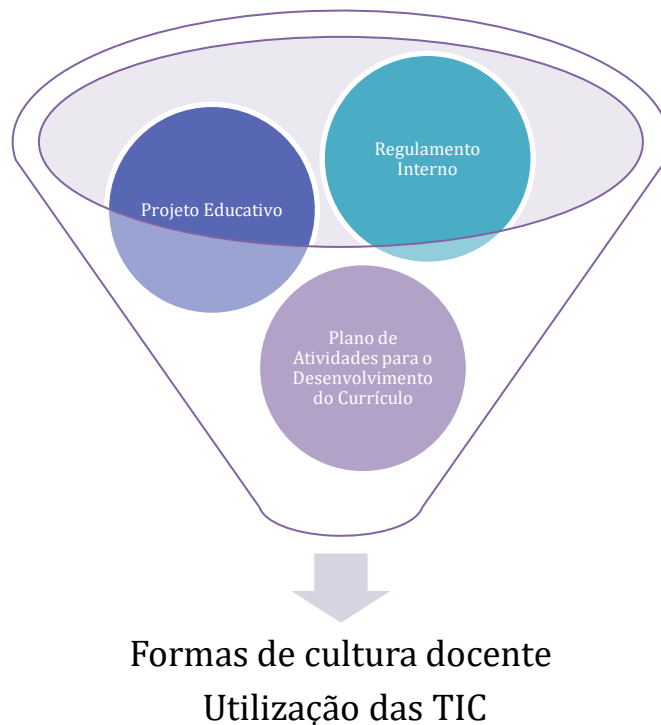 Regulamento
Interno
Projeto Educativo
Plano de
Atividades para o
Desenvolvimento
do Currículo
Formas de cultura docente
Utilização das TIC